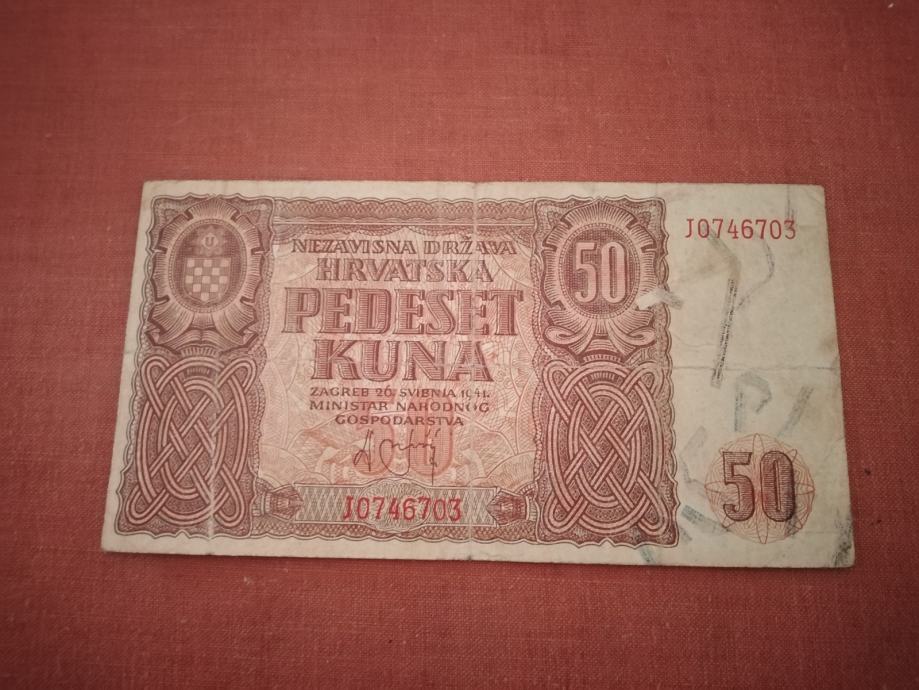 U
NEZAVISNA DRŽAVA
HRVATSKA
PEDESET
KUNA
ZAGREB 26. SVIBNJA 1941.
MINISTAR NARODNOG
GOSPODARSTVA
J0746703
50
J0746703
50